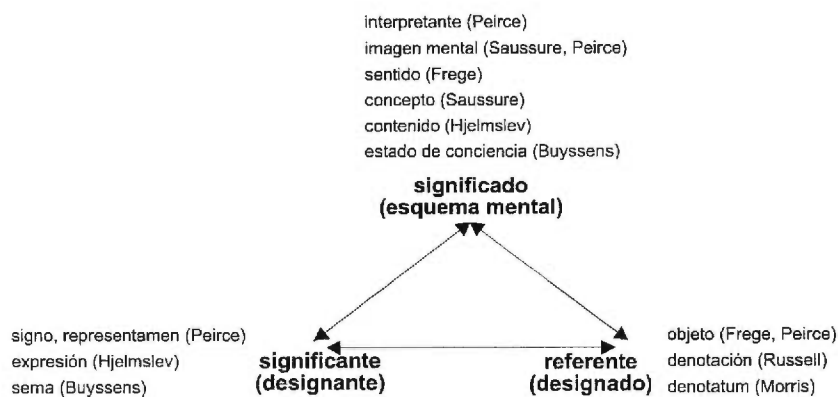 interpretante (Peirce)
imagen mental (Saussure, Peirce)
sentido (Frege)
concepto (Saussure)
contenido (Hjelmslev)
estado de conciencia (Buyssens)
significado
(esquema mental)
signo, representamen (Peirce)
expresión (Hjelmslev)
sema (Buyssens)
significante
(designante)
referente
(designado)
objeto (Frege, Peirce)
denotación (Russell)
denotatum (Morris)